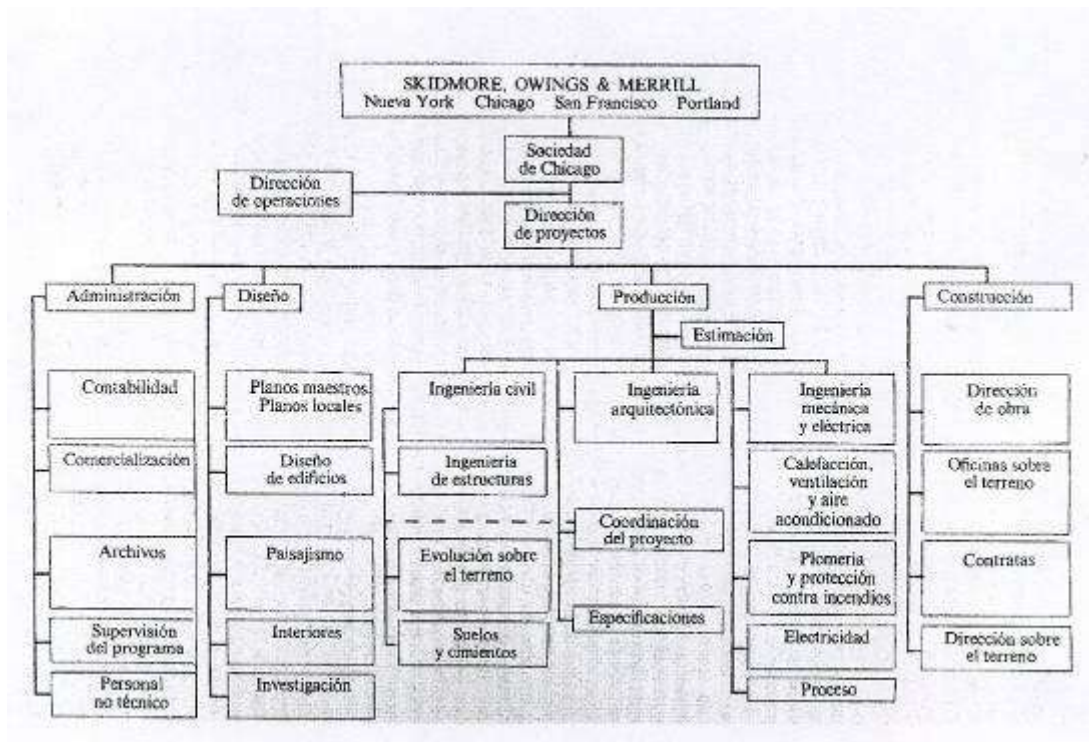 SKIDMORE, OWINGS & MERRILL
Nueva York Chicago San Francisco Portland
Sociedad
de Chicago
Dirección
de operaciones
Dirección
de proyectos
Administración
Diseño
Producción
Construcción
Estimación
Contabilidad
Comercialización
Archivos
Supervisión
del programa
Personal
no técnico
Planos maestros
Planos locales
Diseño
de edificios
Paisajismo
Interiores
Investigación
Ingeniería civil
Ingeniería
de estructuras
Evolución sobre
el terreno
Suelos
y cimientos
Ingeniería
arquitectónica
Coordinación
del proyecto
Especificaciones
Ingeniería
mecánica
y eléctrica
Calefacción,
ventilación
y aire
acondicionado
Plomería
y protección
contra incendios
Electricidad
Proceso
Dirección
de obra
Oficinas sobre
el terreno
Contratas
Dirección sobre
el terreno